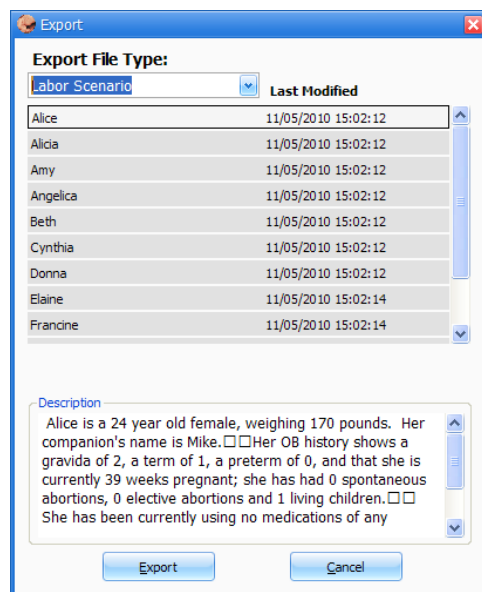 Export
Export File Type:
Labor Scenario
Last Modified
Alice 11/05/2010 15:02:12
Alicia 11/05/2010 15:02:12
Amy 11/05/2010 15:02:12
Angelica 11/05/2010 15:02:12
Beth 11/05/2010 15:02:12
Cynthia 11/05/2010 15:02:12
Donna 11/05/2010 15:02:12
Elaine 11/05/2010 15:02:14
Francine 11/05/2010 15:02:14
Description
Alice is a 24 year old female, weighing 170 pounds. Her
companion's name is Mike.□□Her OB history shows a
gravida of 2, a term of 1, a preterm of 0, and that she is
currently 39 weeks pregnant; she has had 0 spontaneous
abortions, 0 elective abortions and 1 living children.□□
She has been currently using no medications of any
Export
Cancel